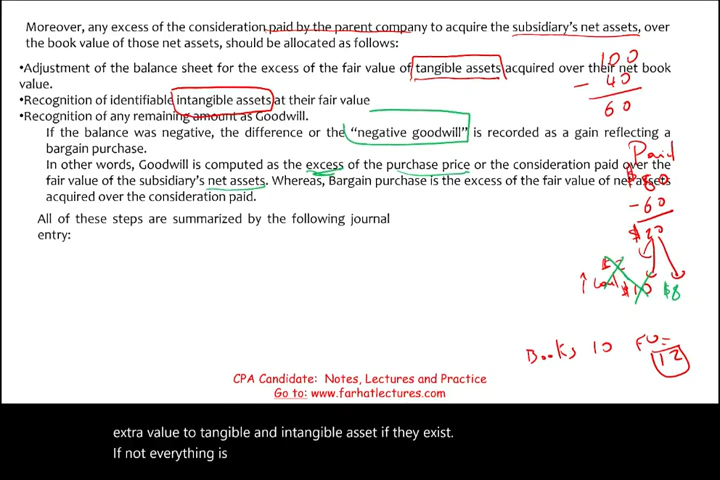 Moreover, any excess of the consideration paid by the parent company to acquire the subsidiary's net assets, over
the book value of those net assets, should be allocated as follows:
•Adjustment of the balance sheet for the excess of the fair value of tangible assets acquired over their net book
value.
•Recognition of identifiable intangible assets at their fair value
•Recognition of any remaining amount as Goodwill.
If the balance was negative, the difference or the "negative goodwill" is recorded as a gain reflecting a
bargain purchase.
In other words, Goodwill is computed as the excess of the purchase price or the consideration paid over the
fair value of the subsidiary's net assets. Whereas, Bargain purchase is the excess of the fair value of net assets
acquired over the consideration paid.
All of these steps are summarized by the following journal
entry:
100
- 40
60
Paid
$ 80
- 60
$ 20
$2
↑ Land $10 $8
Books 10 FV=
12
CPA Candidate: Notes, Lectures and Practice
Go to: www.farhatlectures.com
extra value to tangible and intangible asset if they exist.
If not everything is